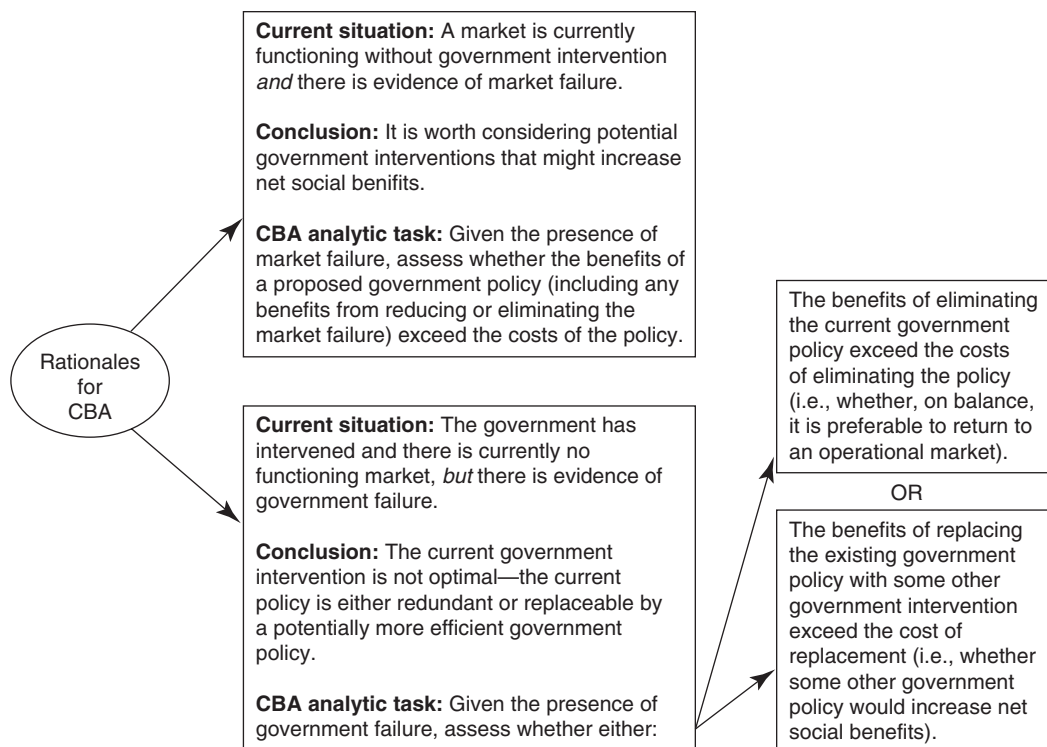 Rationales
for
CBA
Current situation: A market is currently
functioning without government intervention
and there is evidence of market failure.
Conclusion: It is worth considering potential
government interventions that might increase
net social benifits.
CBA analytic task: Given the presence of
market failure, assess whether the benefits of
a proposed government policy (including any
benefits from reducing or eliminating the
market failure) exceed the costs of the policy.
Current situation: The government has
intervened and there is currently no
functioning market, but there is evidence of
government failure.
Conclusion: The current government
intervention is not optimal—the current
policy is either redundant or replaceable by
a potentially more efficient government
policy.
CBA analytic task: Given the presence of
government failure, assess whether either:
The benefits of eliminating
the current government
policy exceed the costs
of eliminating the policy
(i.e., whether, on balance,
it is preferable to return to
an operational market).
OR
The benefits of replacing
the existing government
policy with some other
government intervention
exceed the cost of
replacement (i.e., whether
some other government
policy would increase net
social benefits).